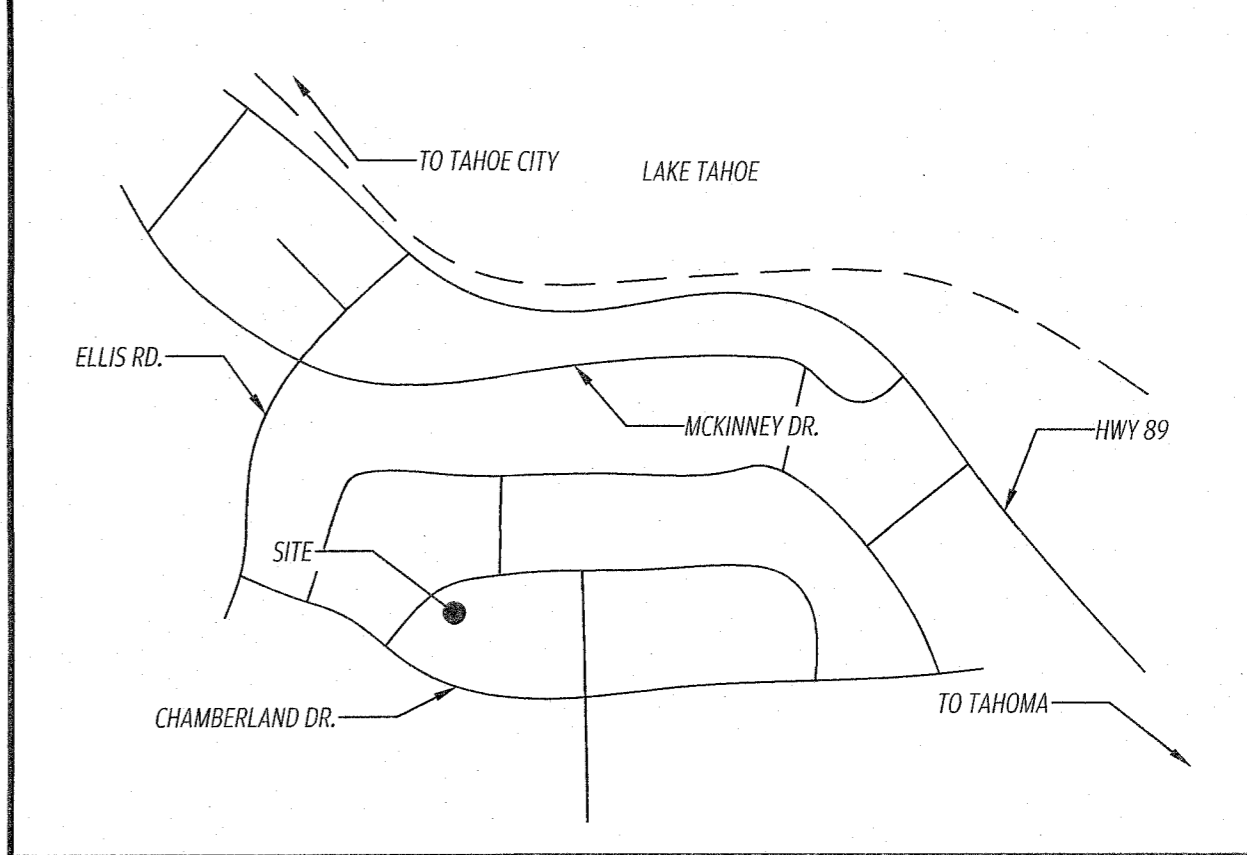 TO TAHOE CITY
LAKE TAHOE
ELLIS RD.
MCKINNEY DR.
HWY 89
SITE
CHAMBERLAND DR.
TO TAHOMA